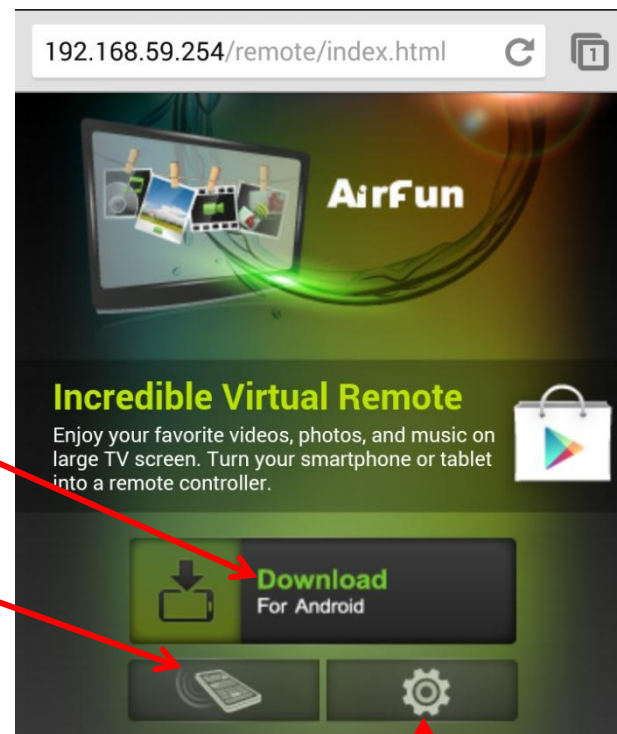 192.168.59.254/remote/index.html
1
AirFun
Incredible Virtual Remote
Enjoy your favorite videos, photos, and music on
large TV screen. Turn your smartphone or tablet
into a remote controller.
Download
For Android